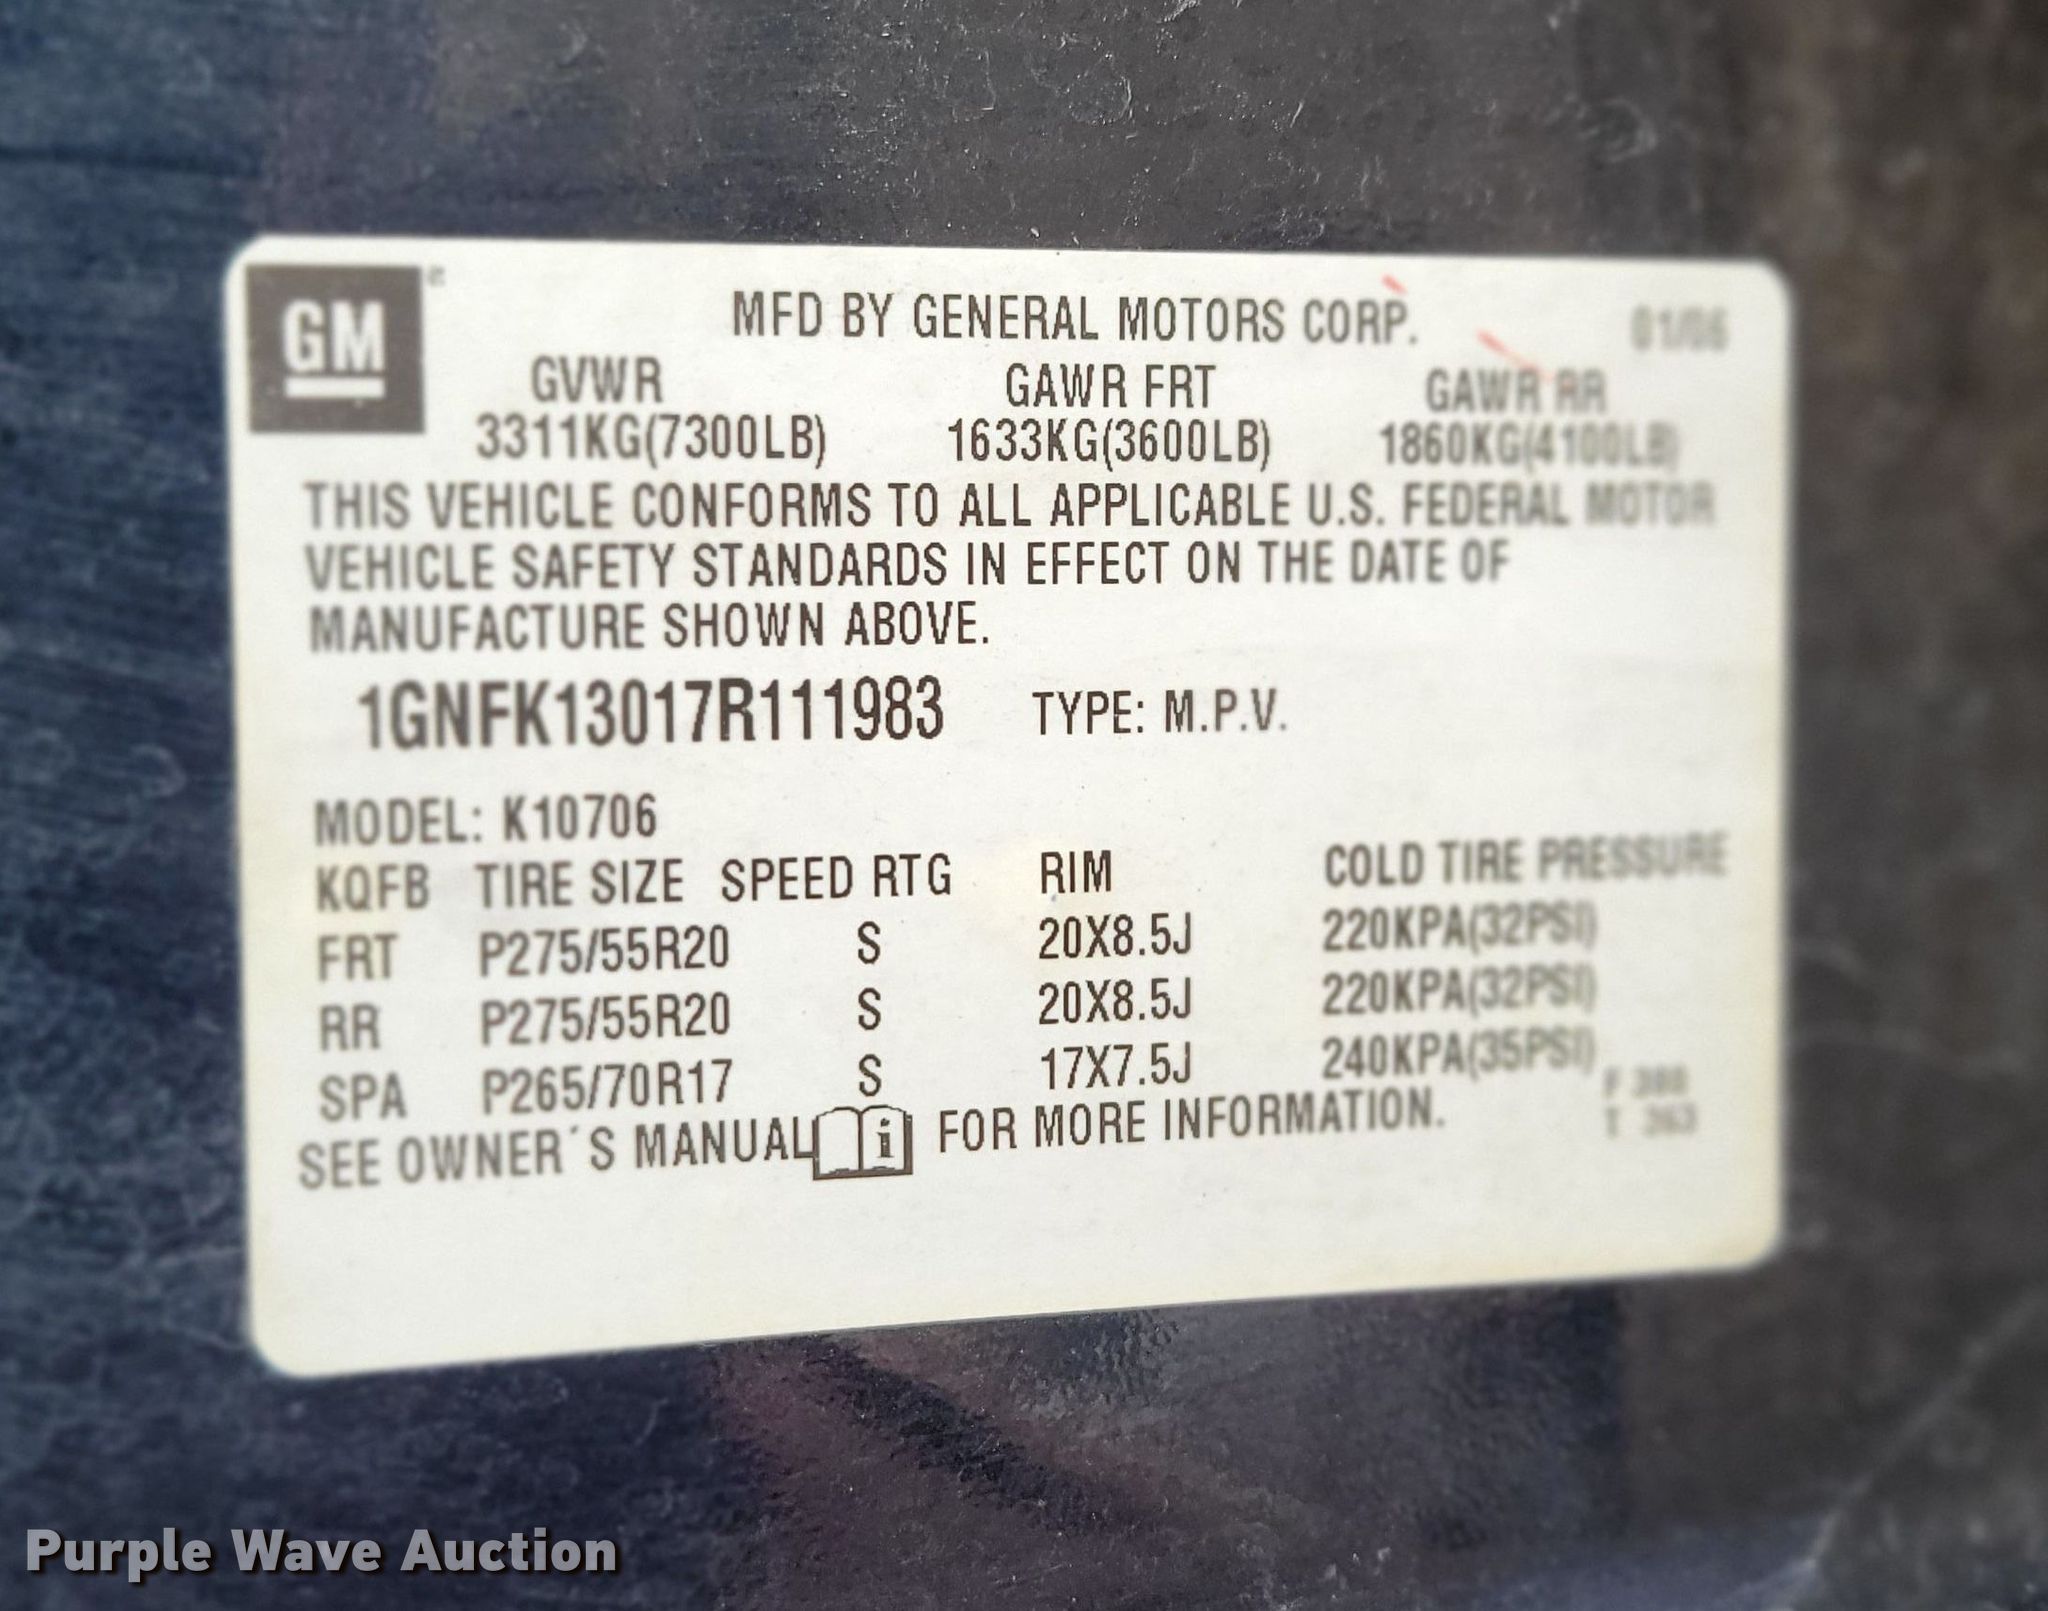 GM
MFD BY GENERAL MOTORS CORP. 01/06
GVWR GAWR FRT GAWR RR
3311KG(7300LB) 1633KG(3600LB) 1860KG(4100LB)
THIS VEHICLE CONFORMS TO ALL APPLICABLE U.S. FEDERAL MOTOR
VEHICLE SAFETY STANDARDS IN EFFECT ON THE DATE OF
MANUFACTURE SHOWN ABOVE.
1GNFK13017R111983 TYPE: M.P.V.
MODEL: K10706
KQFB TIRE SIZE SPEED RTG RIM COLD TIRE PRESSURE
FRT P275/55R20 S 20X8.5J 220KPA(32PSI)
RR P275/55R20 S 20X8.5J 220KPA(32PSI)
SPA P265/70R17 S 17X7.5J 240KPA(35PSI)
SEE OWNER´S MANUAL i FOR MORE INFORMATION.
F
T 363
Purple Wave Auction